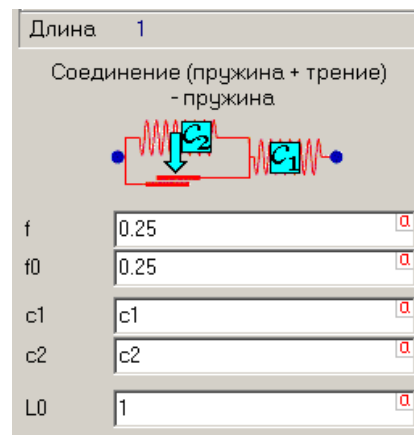 Длина 1
Соединение (пружина + трение)
- пружина
C2
C1
f 0.25 a
f0 0.25 a
c1 c1 a
c2 c2 a
L0 1 a